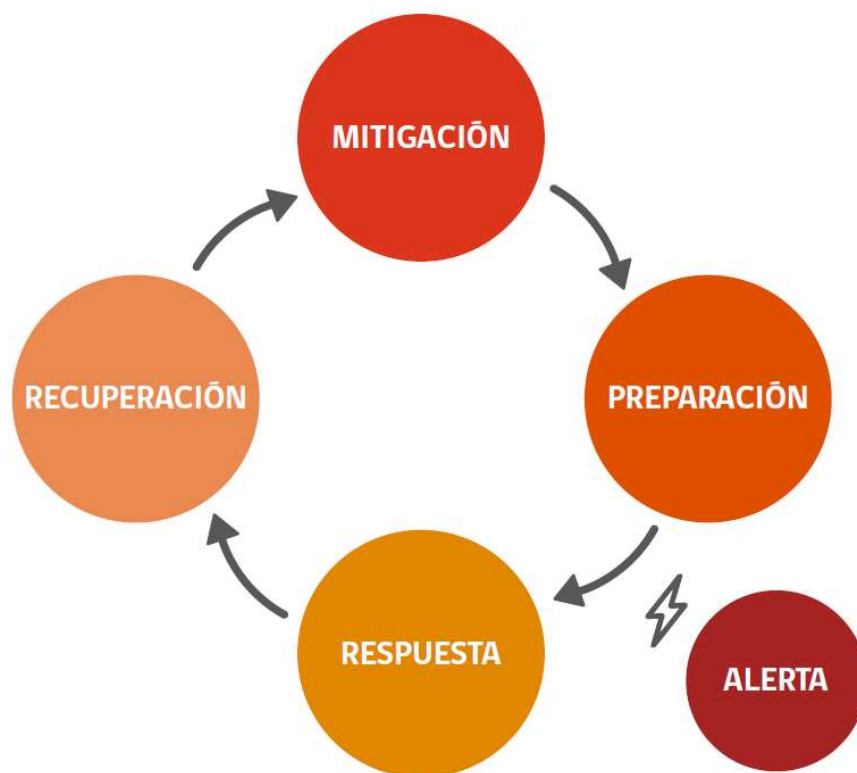 MITIGACIÓN
RECUPERACIÓN
PREPARACIÓN
RESPUESTA
ALERTA